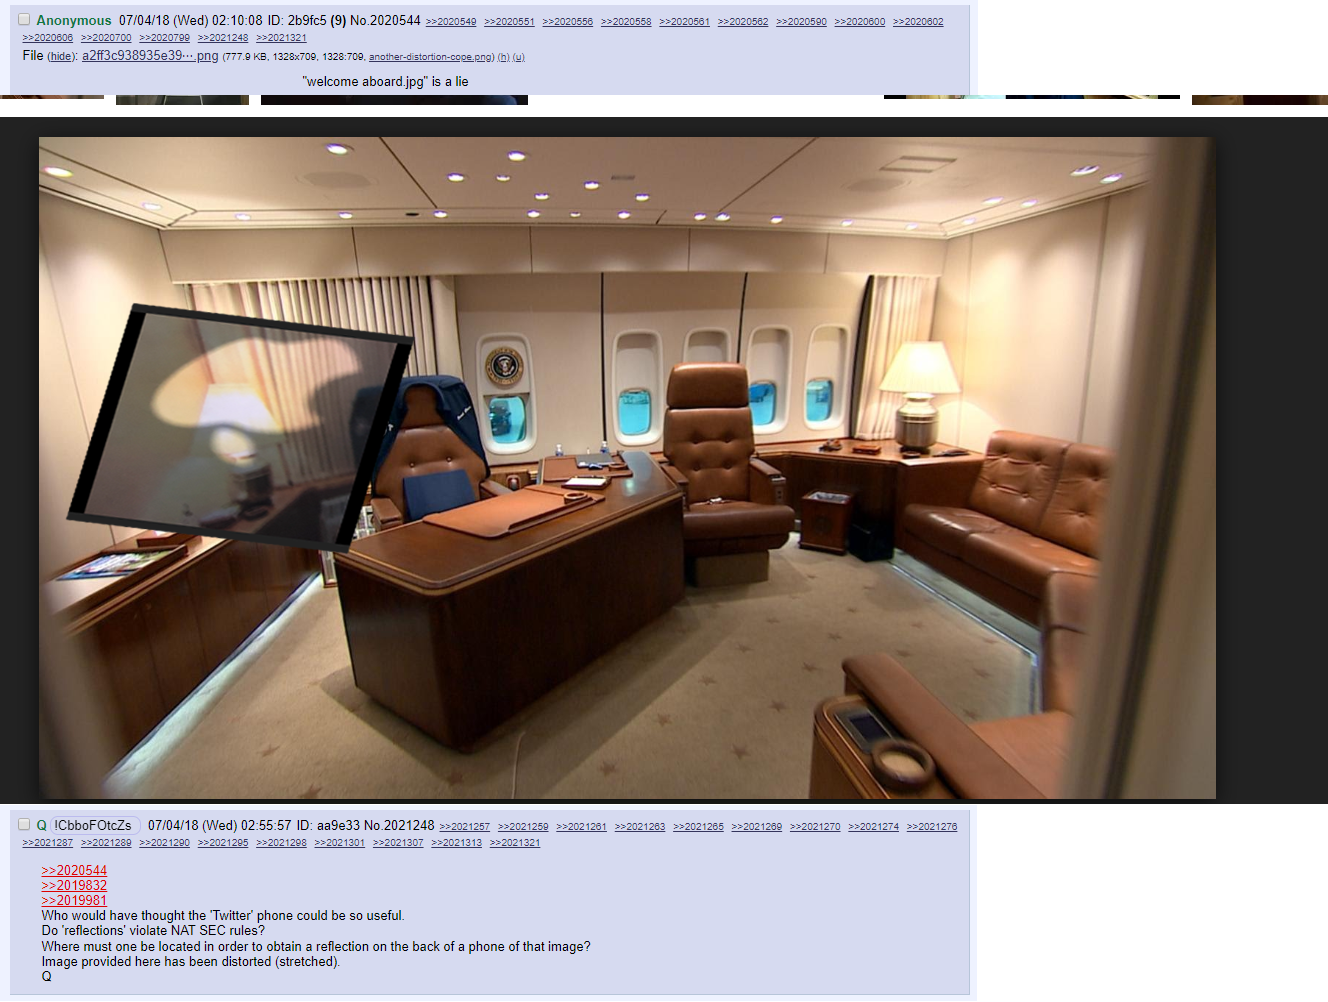 Anonymous 07/04/18 (Wed) 02:10:08 ID: 2b9fc5 (9) No.2020544 >>2020549 >>2020551 >>2020556 >>2020558 >>2020561 >>2020562 >>2020590 >>2020600 >>2020602
>>2020606 >>2020700 >>2020799 >>2021248 >>2021321
File (hide): a2ff3c938935e39⋯.png (777.9 KB, 1328x709, 1328:709, another-distortion-cope.png) (h) (u)
"welcome aboard.jpg" is a lie
Q !CbboFOtcZs 07/04/18 (Wed) 02:55:57 ID: aa9e33 No.2021248 >>2021257 >>2021259 >>2021261 >>2021263 >>2021265 >>2021269 >>2021270 >>2021274 >>2021276
>>2021287 >>2021289 >>2021290 >>2021295 >>2021298 >>2021301 >>2021307 >>2021313 >>2021321
>>2020544
>>2019832
>>2019981
Who would have thought the 'Twitter' phone could be so useful.
Do 'reflections' violate NAT SEC rules?
Where must one be located in order to obtain a reflection on the back of a phone of that image?
Image provided here has been distorted (stretched).
Q